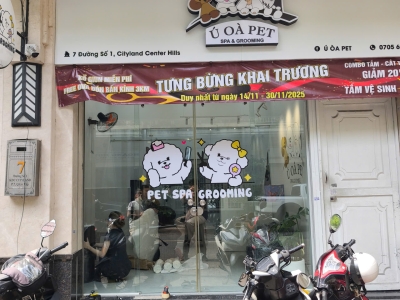 Ú OÀ PET
SPA & GROOMING
7 Đường Số 1, Cityland Center Hills
Ú OÀ PET
0705
TƯNG BỪNG KHAI TRƯƠNG
Duy nhất từ ngày 14/11 - 30/11/2025
COMBO TẮM - CẮT
GIẢM 20%
TẮM VỆ SINH
PET SPA GROOMING
7